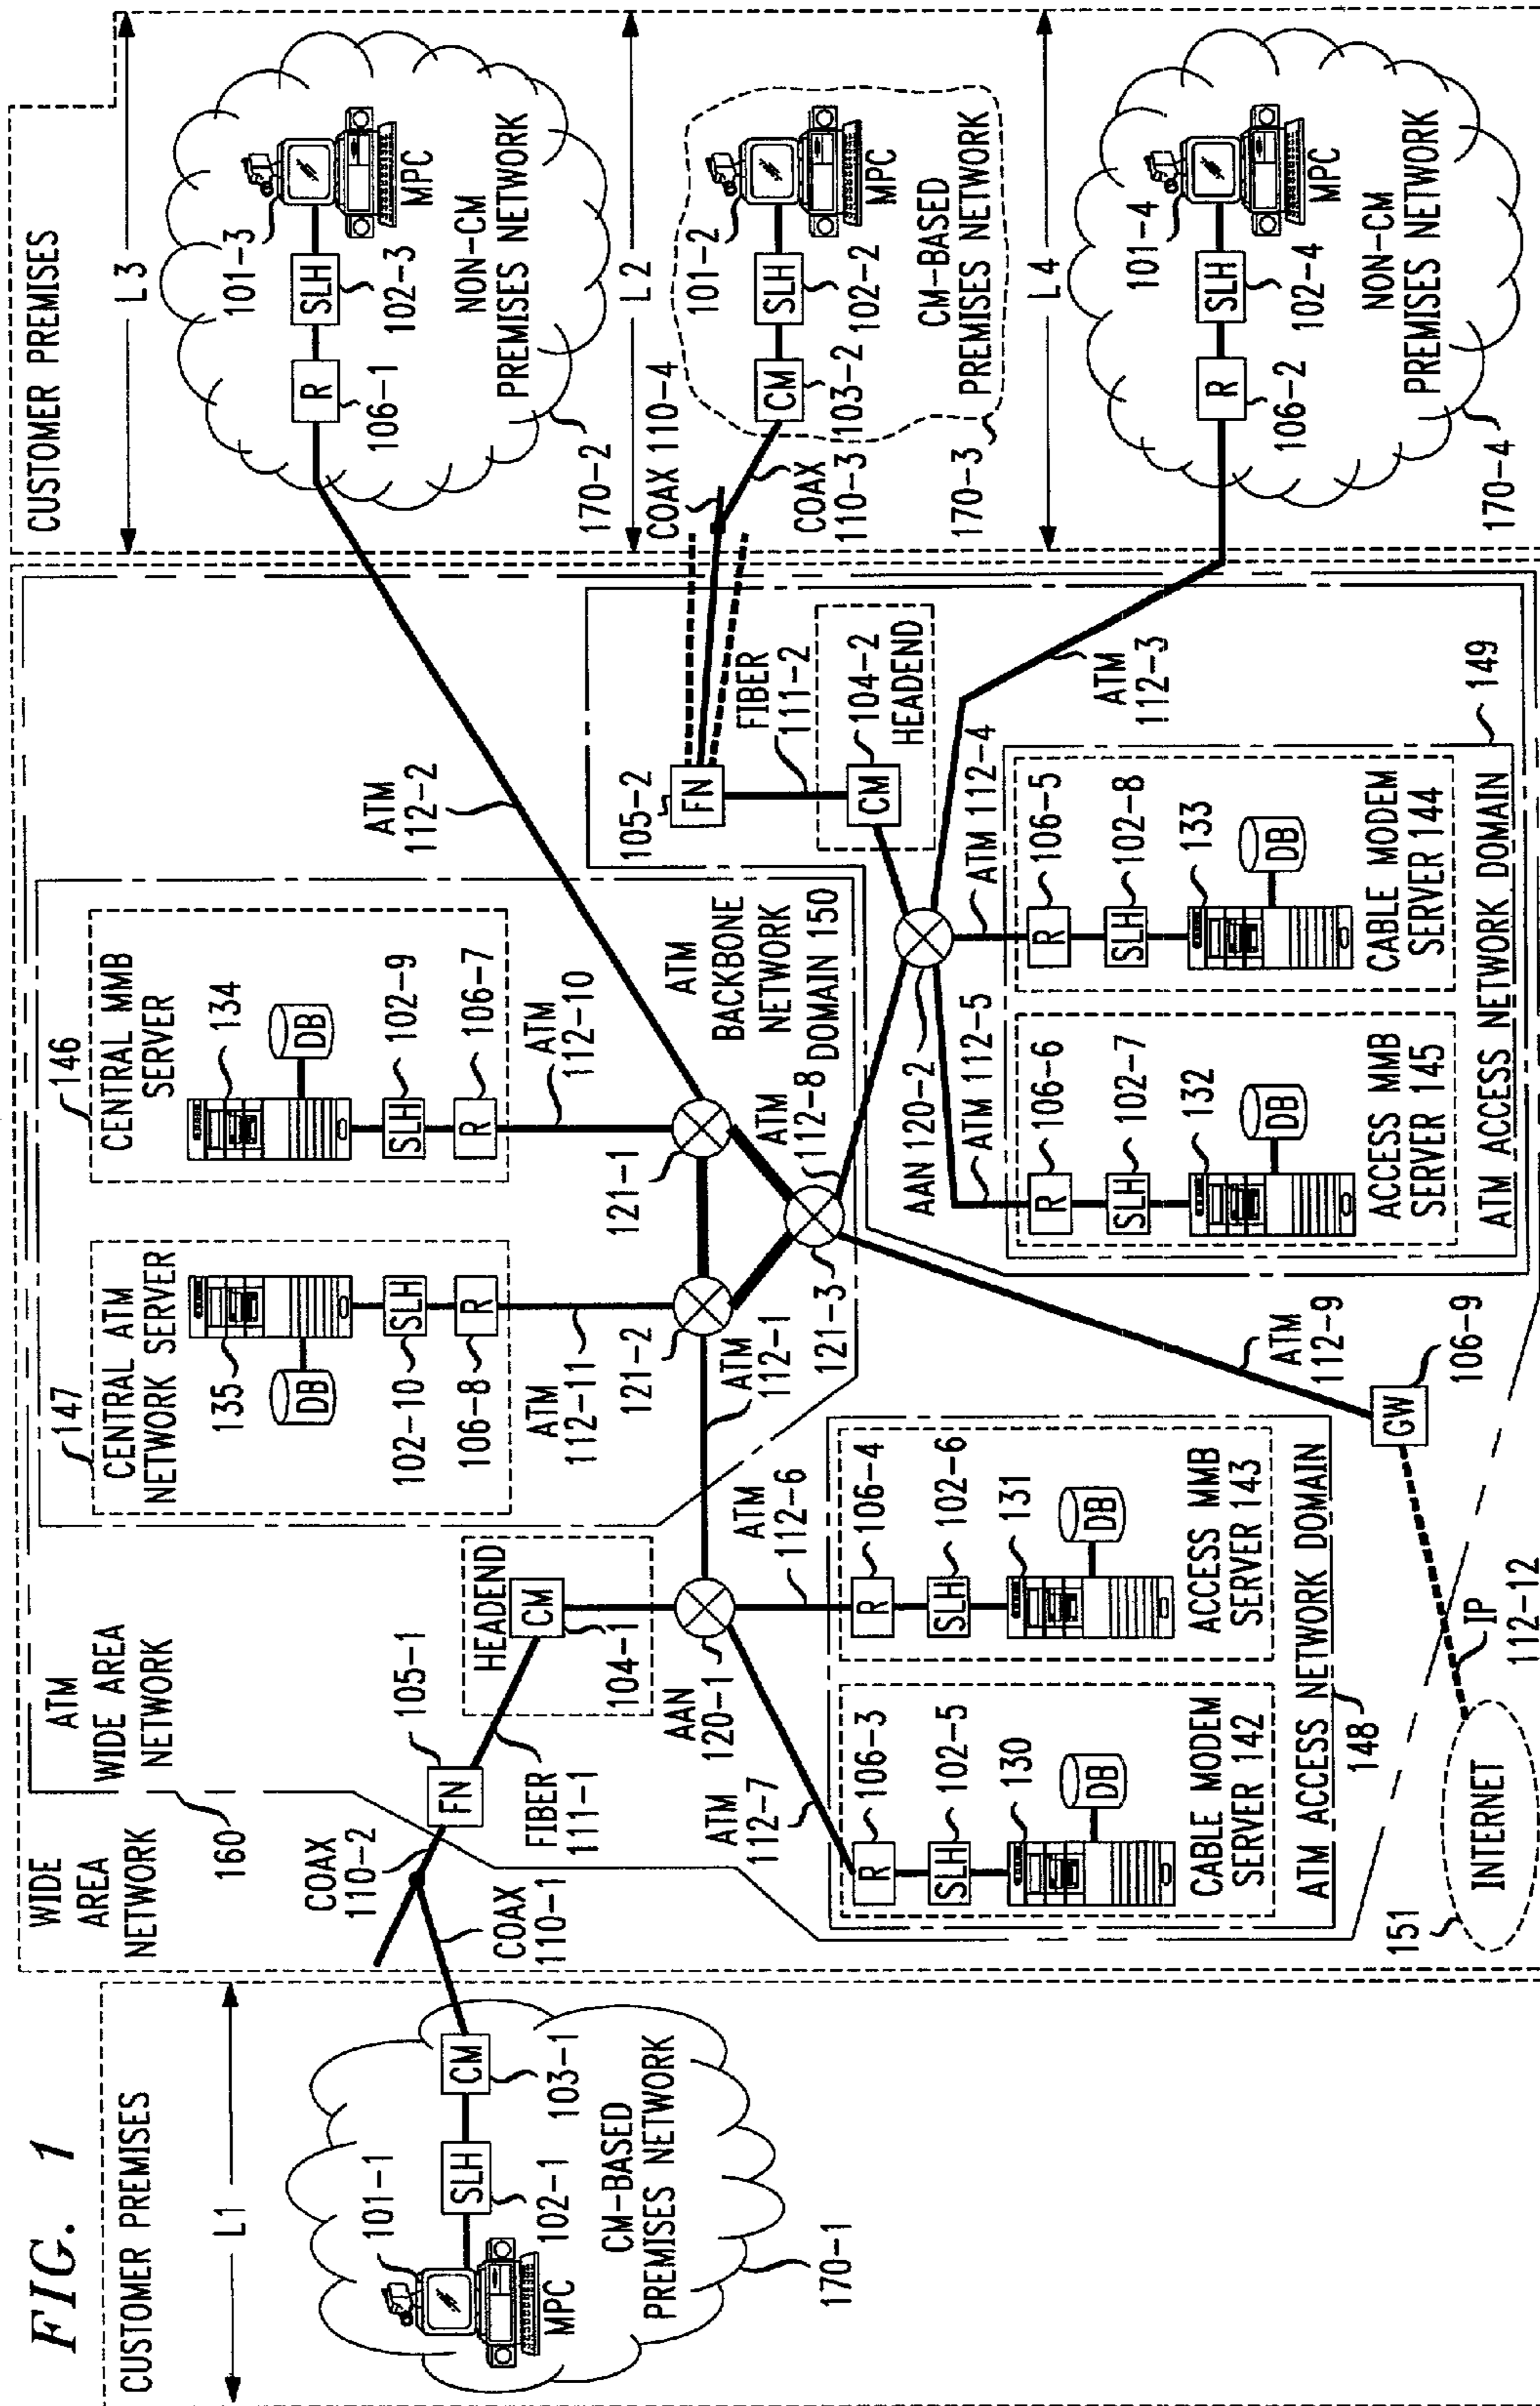 FIG. 1
CUSTOMER PREMISES
L1
101-1
MPC
SLH
102-1
CM
103-1
CM-BASED
PREMISES NETWORK
170-1
WIDE
AREA
NETWORK
160
ATM
WIDE AREA
NETWORK
COAX
110-2
COAX
110-1
FN
105-1
FIBER
111-1
HEADEND
CM
104-1
AAN
120-1
ATM
112-7
ATM
112-6
R
106-3
SLH
102-5
130
DB
CABLE MODEM
SERVER 142
R
106-4
SLH
102-6
131
DB
ACCESS MMB
SERVER 143
ATM ACCESS NETWORK DOMAIN
148
151
INTERNET
IP
112-12
GW
106-9
ATM
112-9
147
CENTRAL ATM
NETWORK SERVER
135
DB
SLH
102-10
R
106-8
ATM
112-11
121-2
ATM
112-1
121-3
146
CENTRAL MMB
SERVER
134
DB
SLH
102-9
R
106-7
ATM
112-10
121-1
ATM
112-8
ATM
BACKBONE
NETWORK
DOMAIN 150
ATM
112-2
105-2
FN
FIBER
111-2
CM
104-2
HEADEND
AAN 120-2
ATM 112-5
ATM 112-4
ATM
112-3
R
106-6
SLH
102-7
132
DB
ACCESS MMB
SERVER 145
R
106-5
SLH
102-8
133
DB
CABLE MODEM
SERVER 144
ATM ACCESS NETWORK DOMAIN
149
CUSTOMER PREMISES
L3
R
106-1
SLH
102-3
101-3
MPC
NON-CM
PREMISES NETWORK
170-2
L2
COAX 110-4
COAX
110-3
CM
103-2
SLH
102-2
101-2
MPC
CM-BASED
PREMISES NETWORK
170-3
L4
R
106-2
SLH
102-4
101-4
MPC
NON-CM
PREMISES NETWORK
170-4